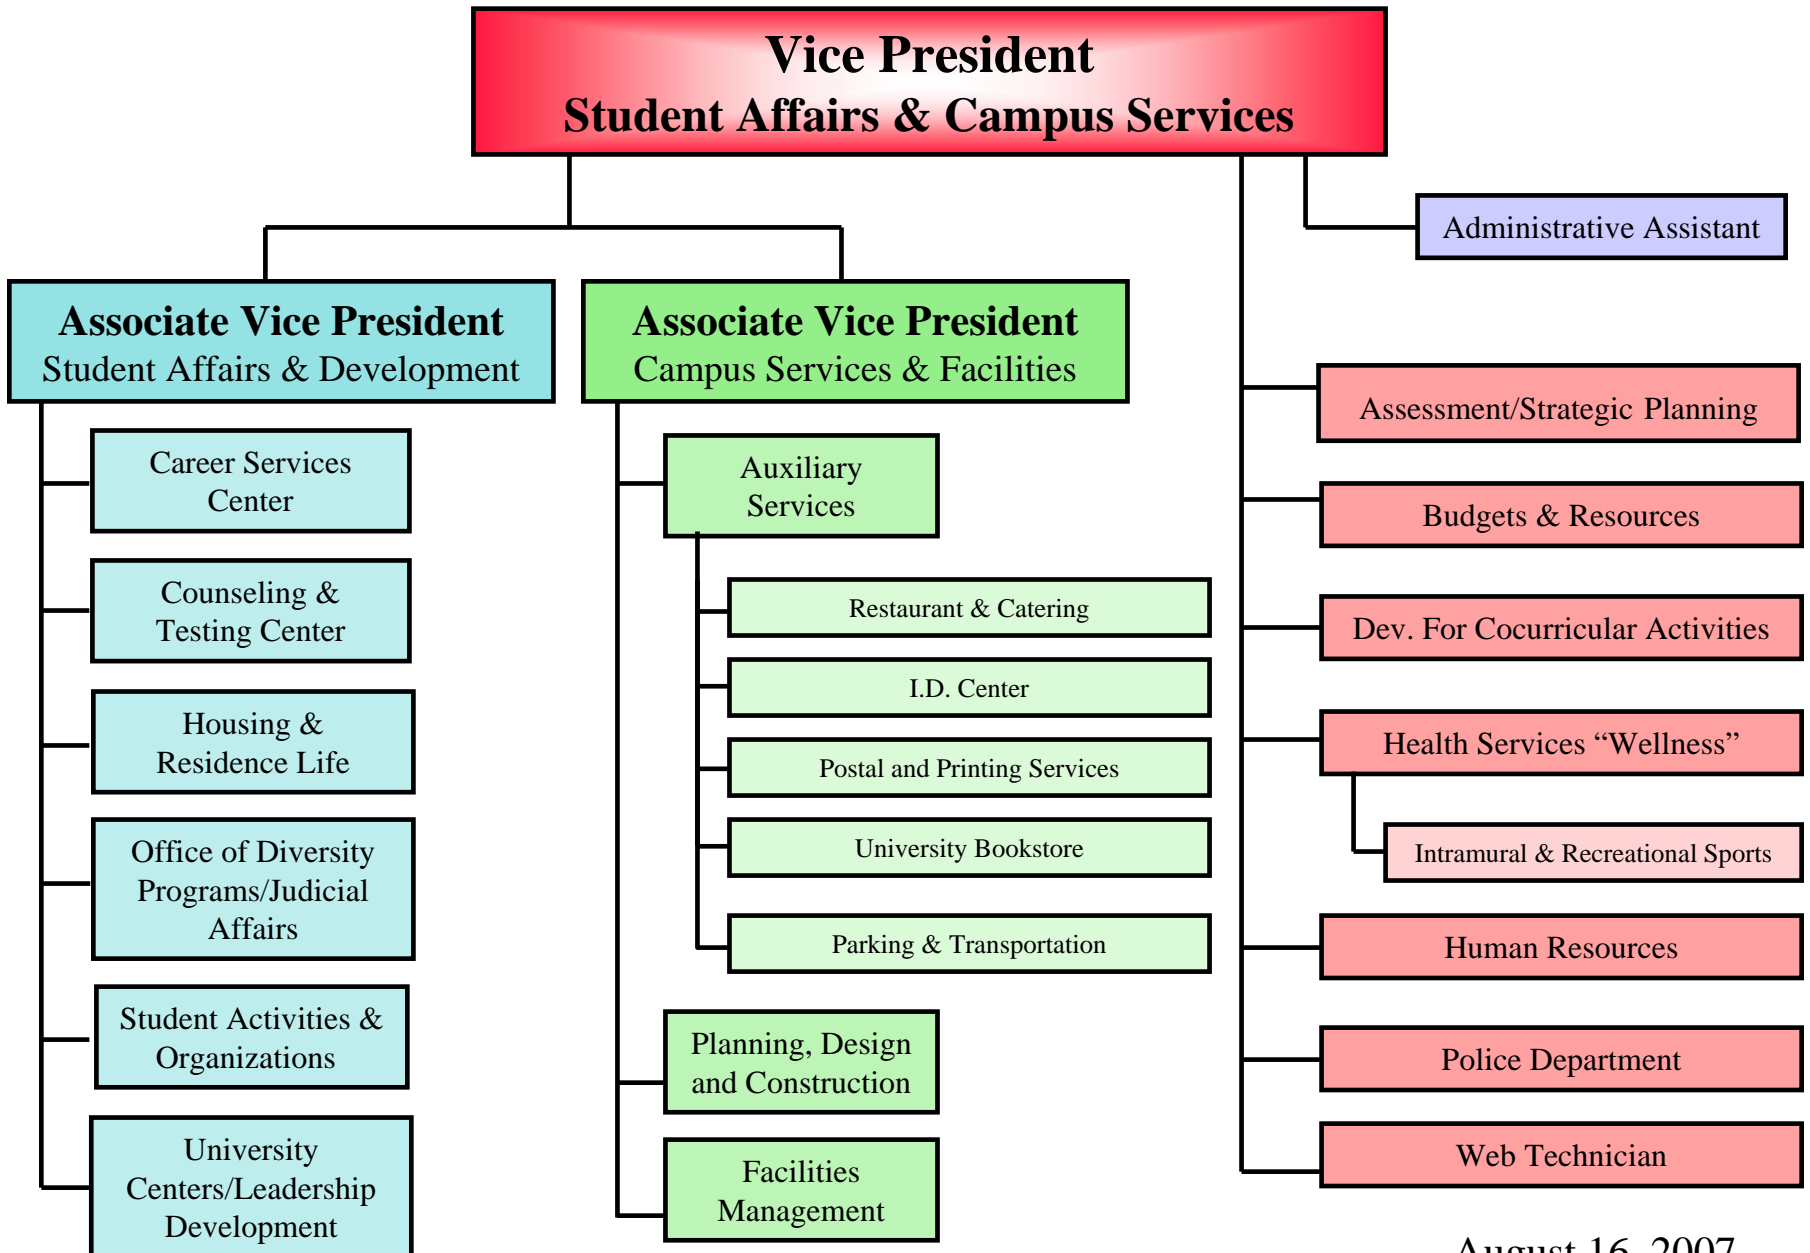 Vice President
Student Affairs & Campus Services
Administrative Assistant
Associate Vice President
Student Affairs & Development
Career Services
Center
Counseling &
Testing Center
Housing &
Residence Life
Office of Diversity
Programs/Judicial
Affairs
Student Activities &
Organizations
University
Centers/Leadership
Development
Associate Vice President
Campus Services & Facilities
Auxiliary
Services
Restaurant & Catering
I.D. Center
Postal and Printing Services
University Bookstore
Parking & Transportation
Planning, Design
and Construction
Facilities
Management
Assessment/Strategic Planning
Budgets & Resources
Dev. For Cocurricular Activities
Health Services “Wellness”
Intramural & Recreational Sports
Human Resources
Police Department
Web Technician
August 16, 2007